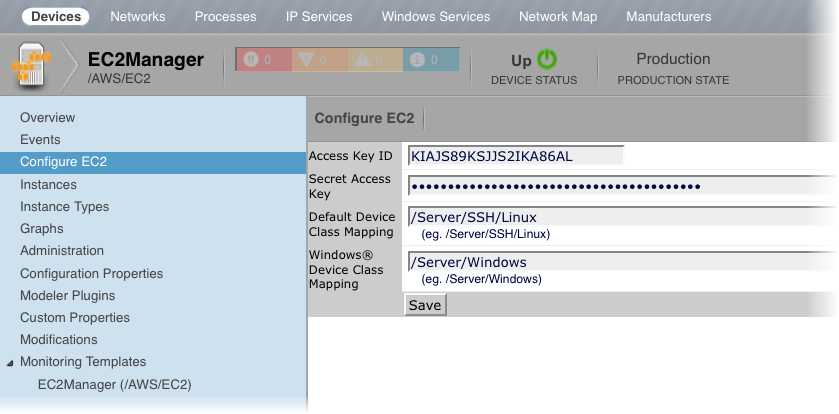 Devices Networks Processes IP Services Windows Services Network Map Manufacturers
EC2Manager
/AWS/EC2
0 0 0 0
Up
DEVICE STATUS
Production
PRODUCTION STATE
Overview
Events
Configure EC2
Instances
Instance Types
Graphs
Administration
Configuration Properties
Modeler Plugins
Custom Properties
Modifications
Monitoring Templates
EC2Manager (/AWS/EC2)
Configure EC2
Access Key ID KIAJS89KSJJS2IKA86AL
Secret Access
Key ••••••••••••••••••••••••••••••••••••••••
Default Device /Server/SSH/Linux
Class Mapping (eg. /Server/SSH/Linux)
Windows® /Server/Windows
Device Class (eg. /Server/Windows)
Mapping
Save